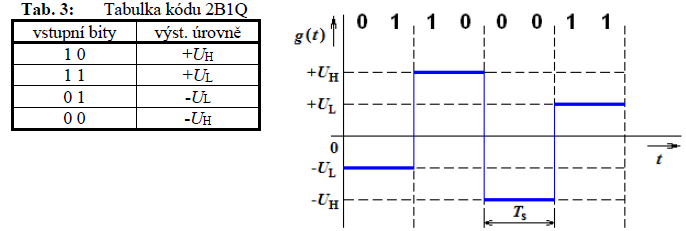 Tab. 3: Tabulka kódu 2B1Q
vstupní bity výst. úrovně
1 0 +UH
1 1 +UL
0 1 -UL
0 0 -UH
0 1 1 0 0 0 1 1
g(t)
+UH
+UL
0
t
-UL
-UH
Ts